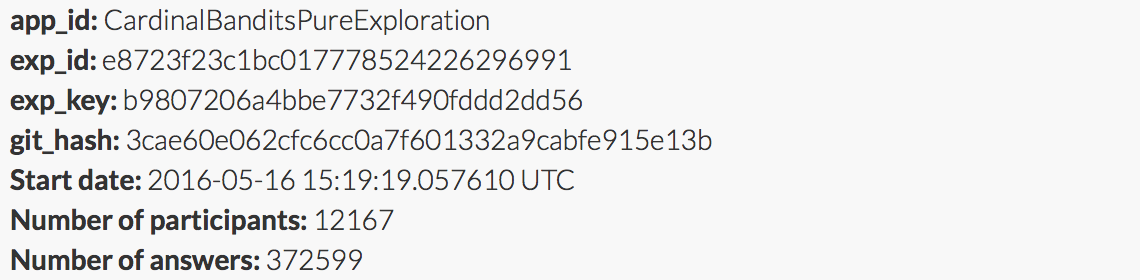 app_id: CardinalBanditsPureExploration
exp_id: e8723f23c1bc017778524226296991
exp_key: b9807206a4bbe7732f490fddd2dd56
git_hash: 3cae60e062cfc6cc0a7f601332a9cabfe915e13b
Start date: 2016-05-16 15:19:19.057610 UTC
Number of participants: 12167
Number of answers: 372599